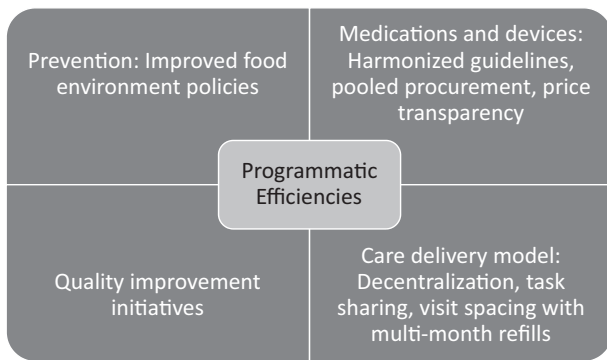 Prevention: Improved food
environment policies
Medications and devices:
Harmonized guidelines,
pooled procurement, price
transparency
Programmatic
Efficiencies
Quality improvement
initiatives
Care delivery model:
Decentralization, task
sharing, visit spacing with
multi-month refills